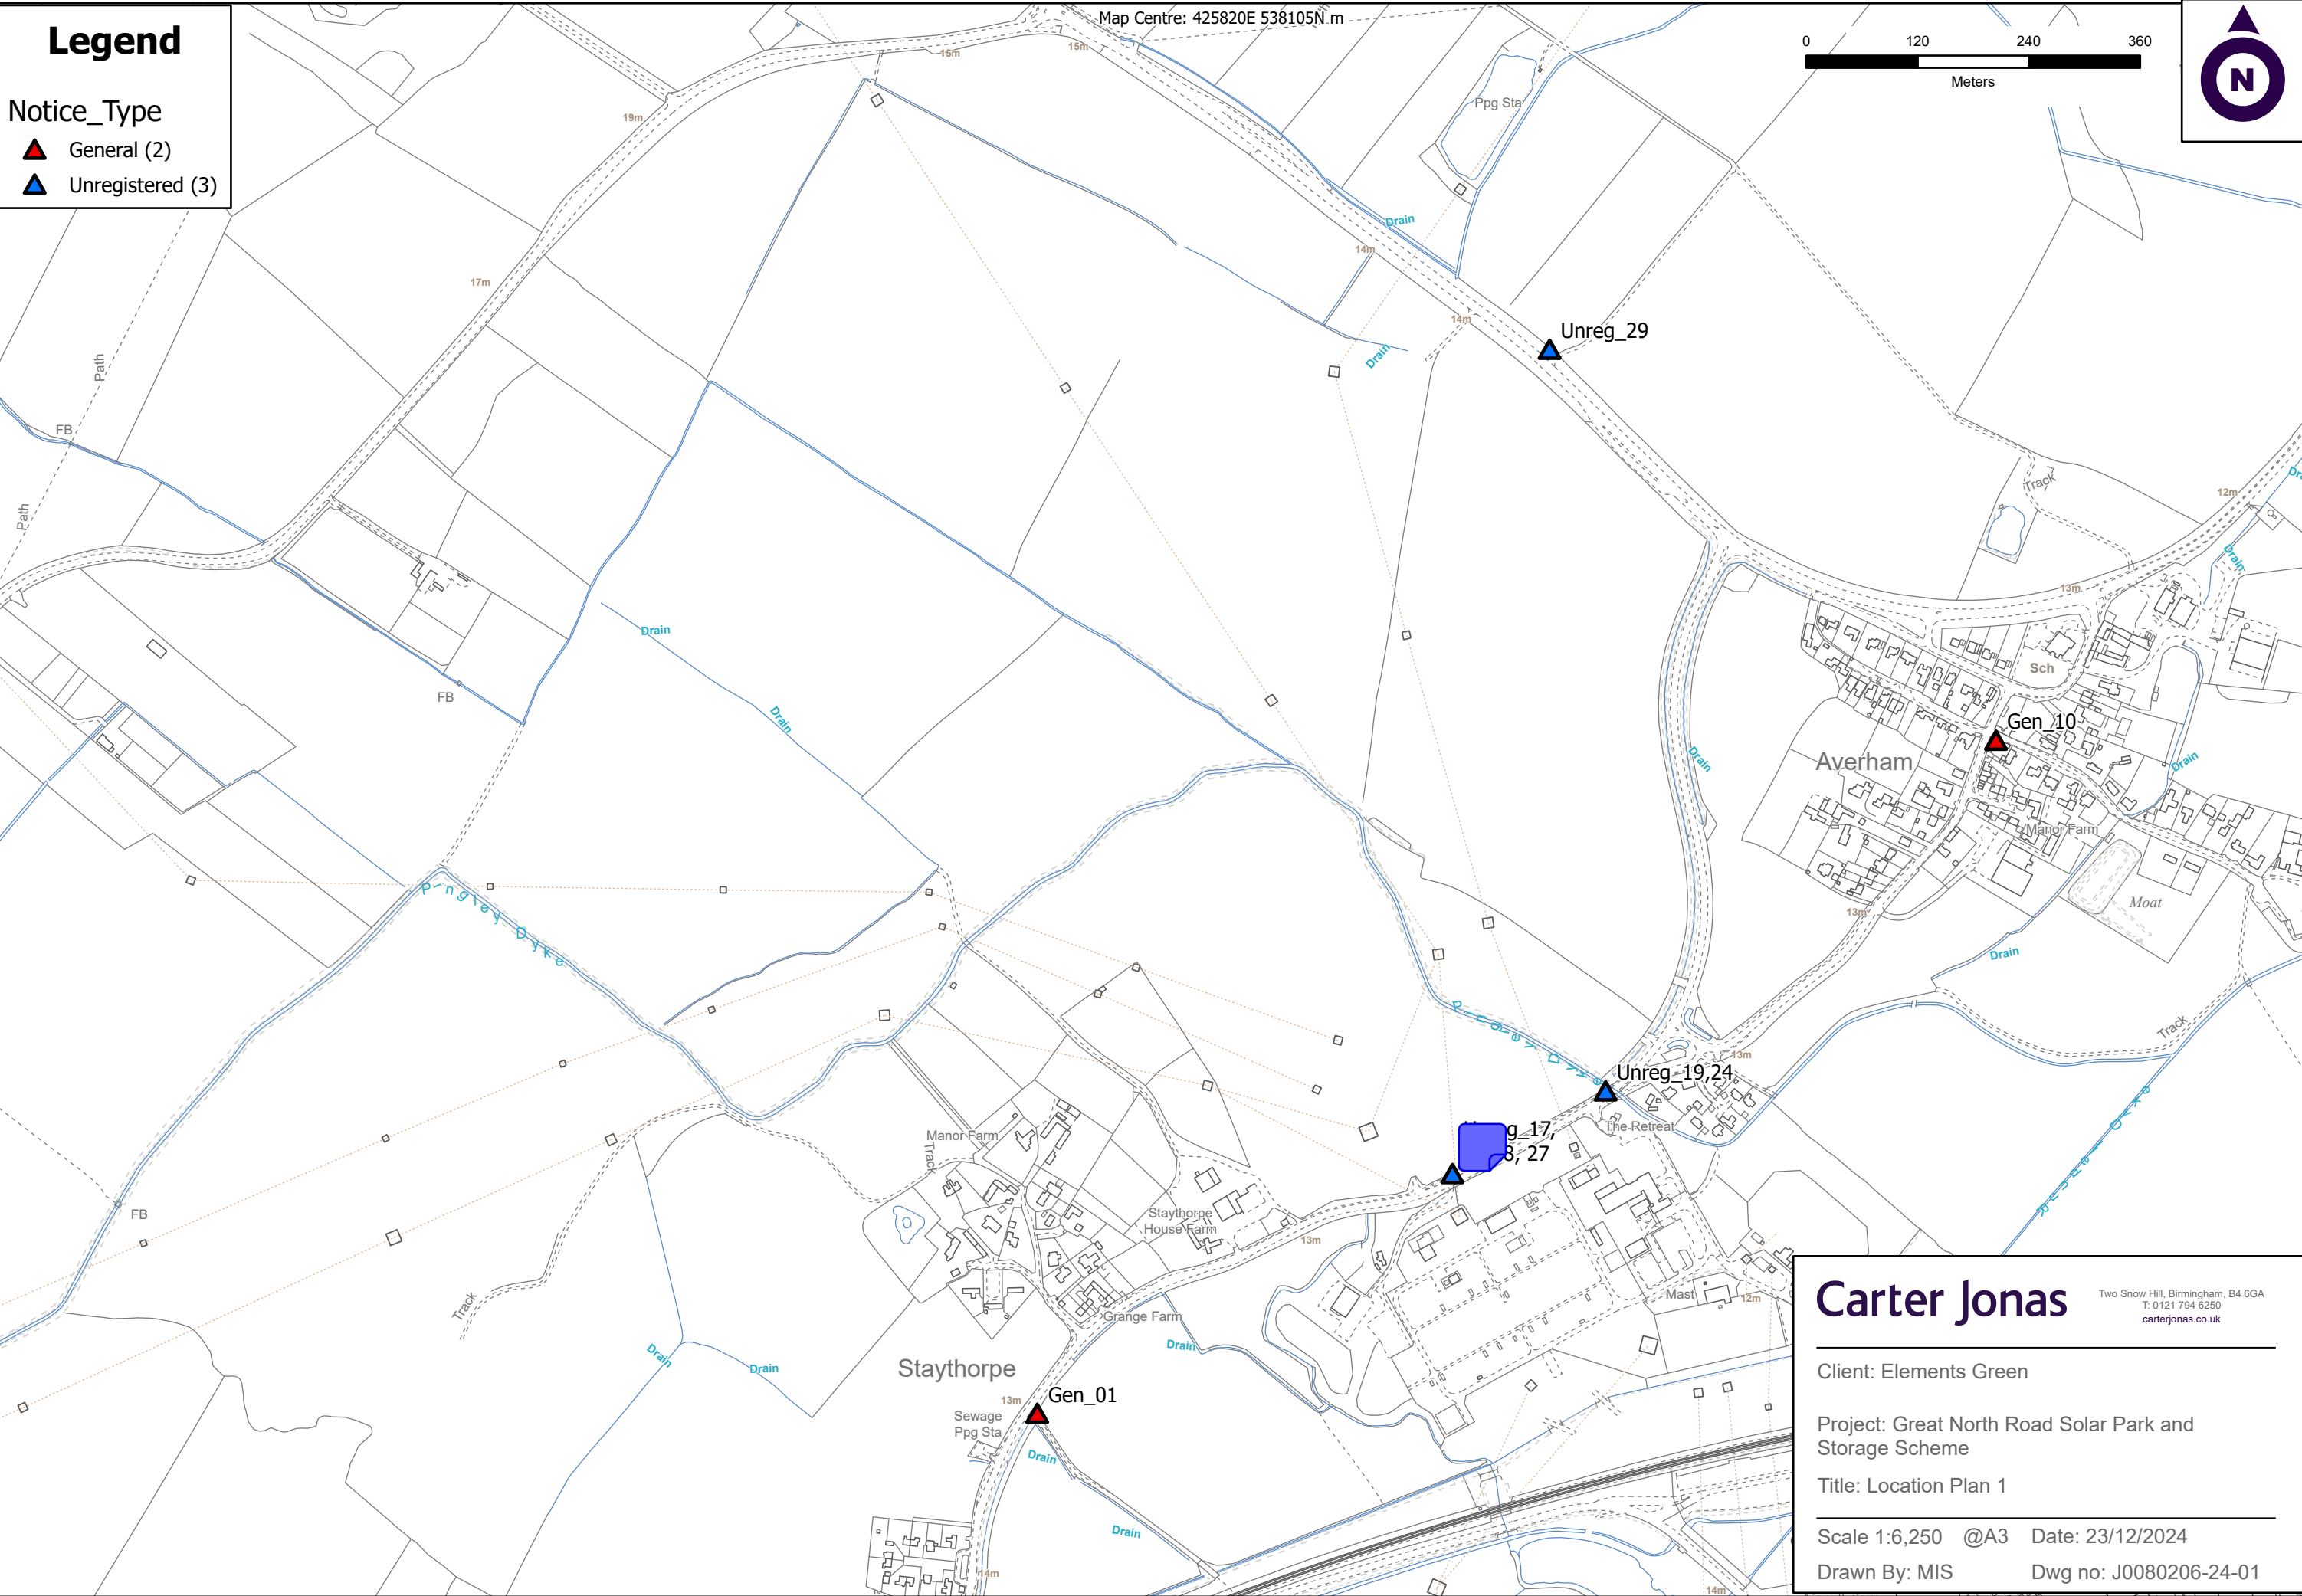 Map Centre: 425820E 538105N m
Legend
Notice_Type
General (2)
Unregistered (3)
0 120 240 360
Meters
N
15m
15m
19m
17m
Ppg Sta
Drain
14m
14m
Drain
Unreg_29
Path
FB
Path
Track
12m
Drain
13m
Drain
FB
Drain
Sch
Gen_10
Averham
Drain
Drain
Manor Farm
Moat
13m
Drain
Pingley Dyke
Pingley Dyke
Track
13m
Unreg_19,24
The Retreat
Runder Dyke
g_17,
27
Manor Farm
Track
FB
Staythorpe
House Farm
13m
Track
Grange Farm
Mast
12m
Drain
Drain
Drain
Staythorpe
13m
Gen_01
Sewage
Ppg Sta
Drain
Drain
14m
14m
Carter Jonas
Two Snow Hill, Birmingham, B4 6GA
T: 0121 794 6250
carterjonas.co.uk
Client: Elements Green
Project: Great North Road Solar Park and
Storage Scheme
Title: Location Plan 1
Scale 1:6,250 @A3 Date: 23/12/2024
Drawn By: MIS Dwg no: J0080206-24-01